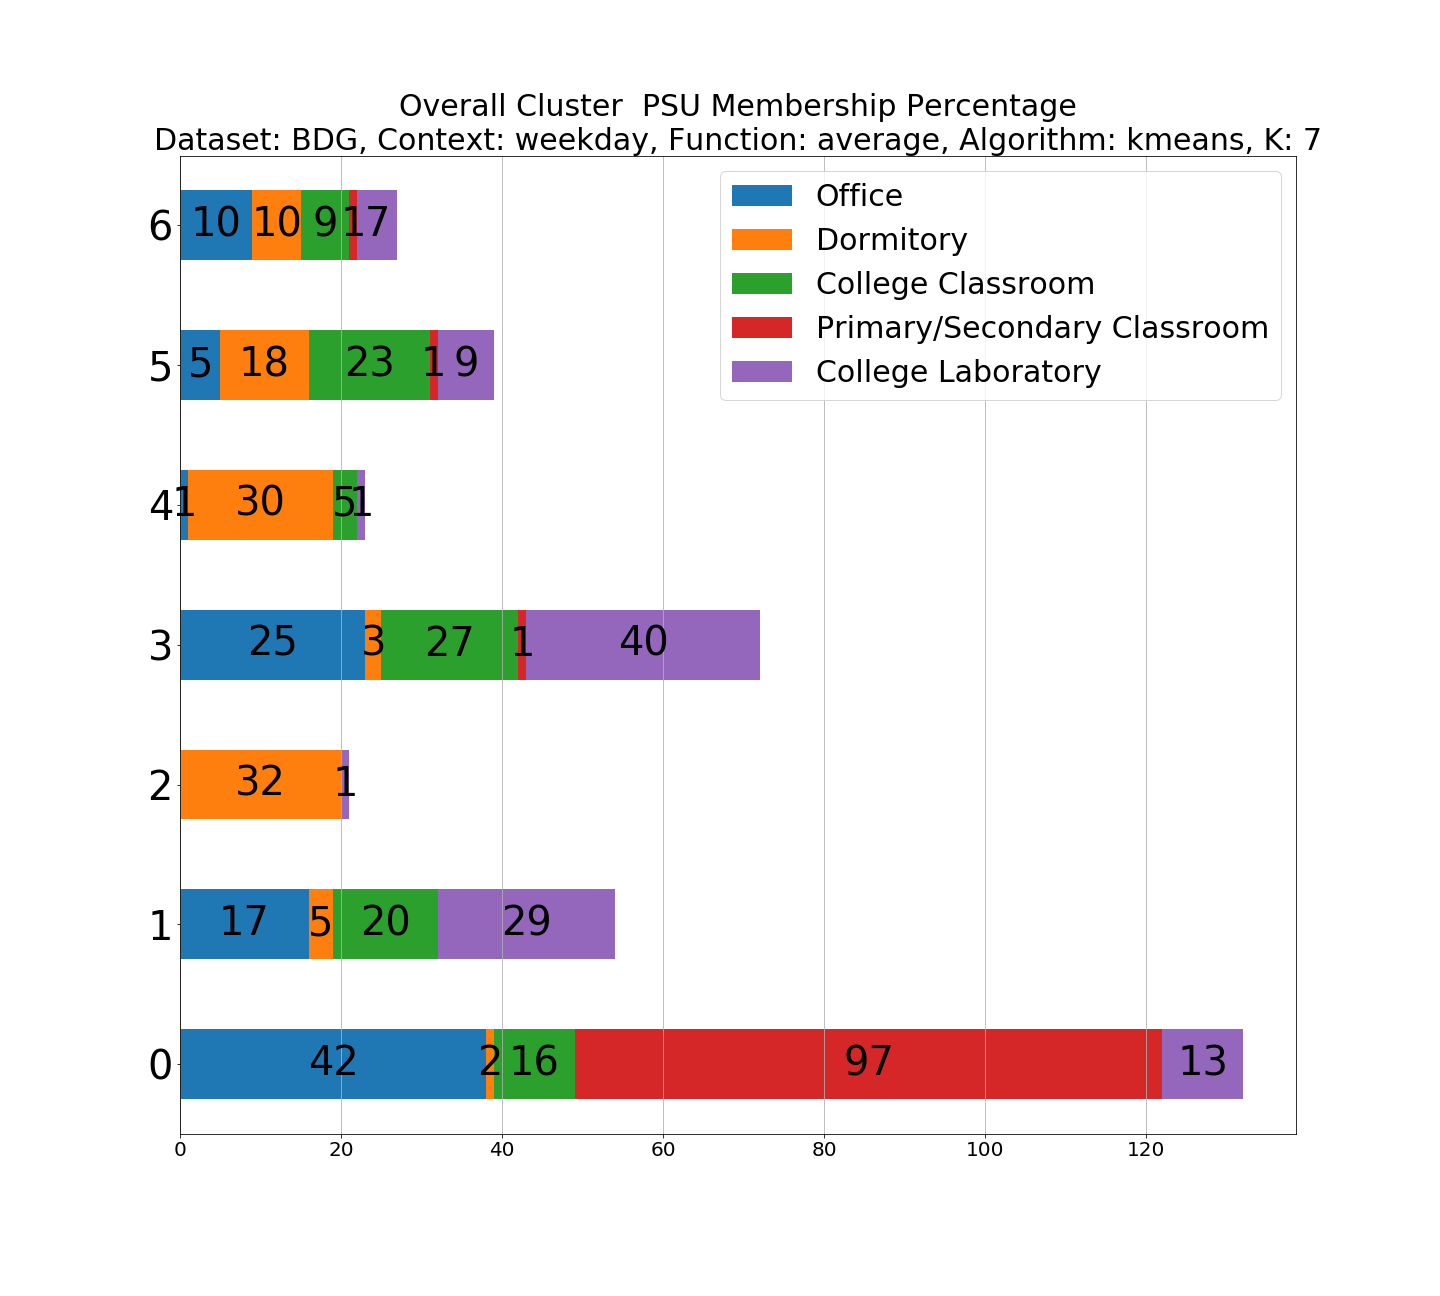 Overall Cluster  PSU Membership Percentage
Dataset: BDG, Context: weekday, Function: average, Algorithm: kmeans, K: 7
Office
Dormitory
College Classroom
Primary/Secondary Classroom
College Laboratory
6 10 10 9 1 7
5 5 18 23 1 9
4 1 30 5 1
3 25 3 27 1 40
2 32 1
1 17 5 20 29
0 42 2 16 97 13
0 20 40 60 80 100 120